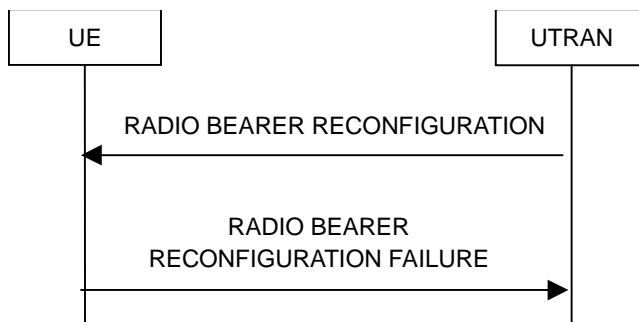 UE
UTRAN
RADIO BEARER RECONFIGURATION
RADIO BEARER
RECONFIGURATION FAILURE